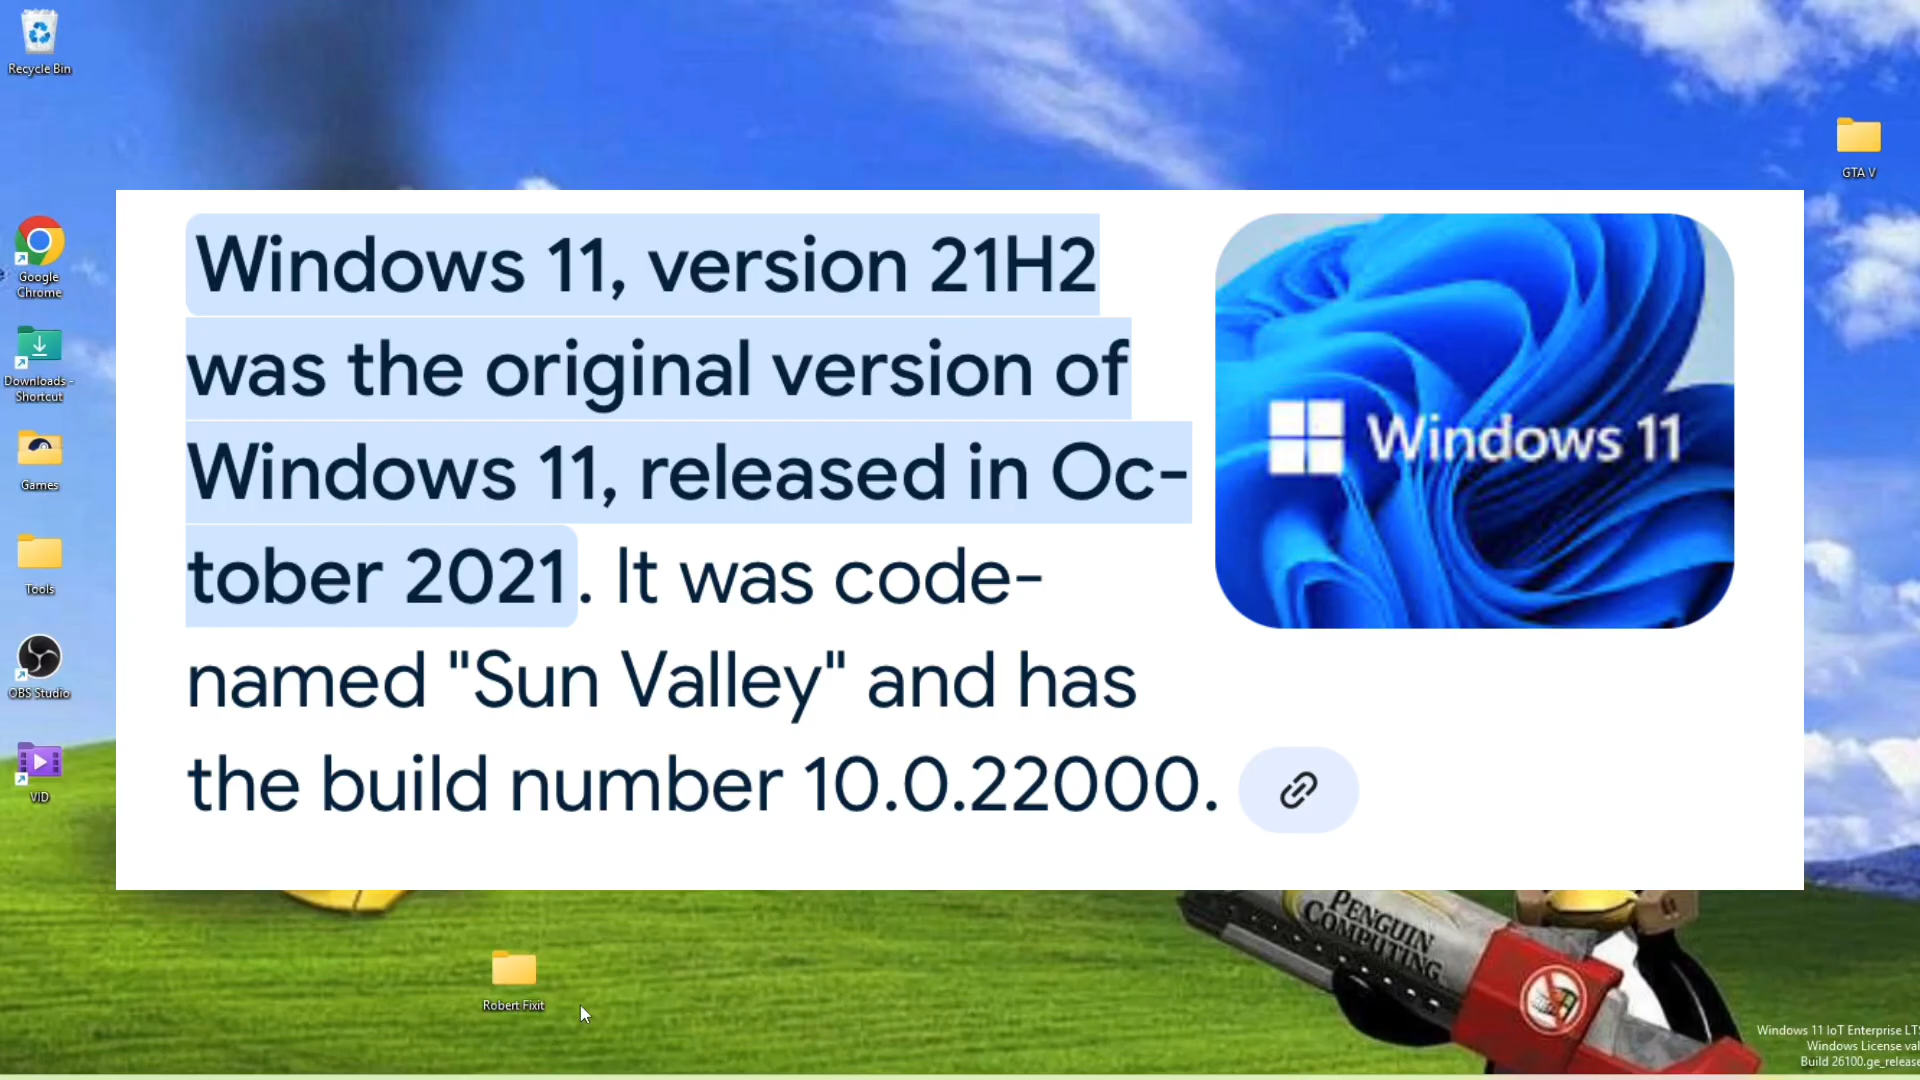 Recycle Bin
GTA V
Windows 11, version 21H2
was the original version of
Windows 11, released in Oc-
tober 2021. It was code-
named "Sun Valley" and has
the build number 10.0.22000.
Windows 11
Google
Chrome
Downloads -
Shortcut
Games
Tools
OBS Studio
VID
PENGUIN
COMPUTING
Robert Fixit
Windows 11 IoT Enterprise LTS
Windows License val
Build 26100.ge_release